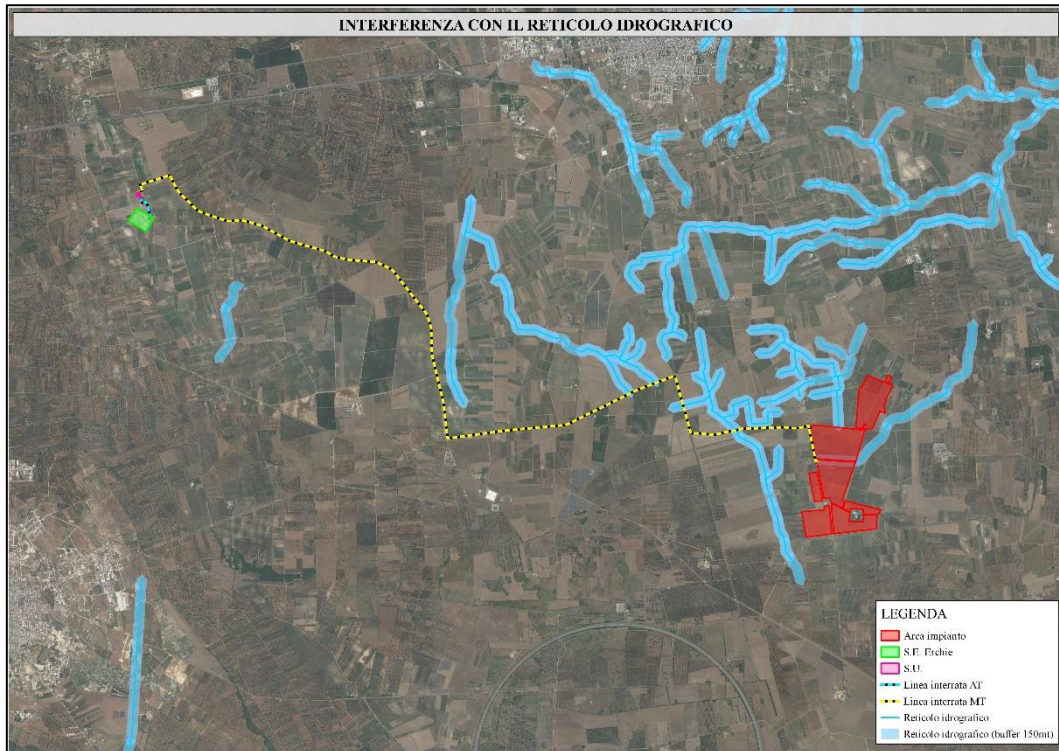 INTERFERENZA CON IL RETICOLO IDROGRAFICO
LEGENDA
Area impianto
S.E. Erchie
S.U.
Linea interrata AT
Linea interrata MT
Reticolo idrografico
Reticolo idrografico (buffer 150mt)